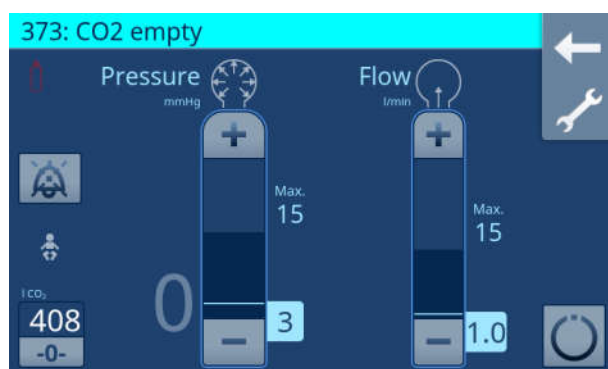 373: CO2 empty
Pressure
mmHg
Flow
l/min
+
+
Max.
15
Max.
15
l CO₂
408
0
3
1.0
-0-
−
−